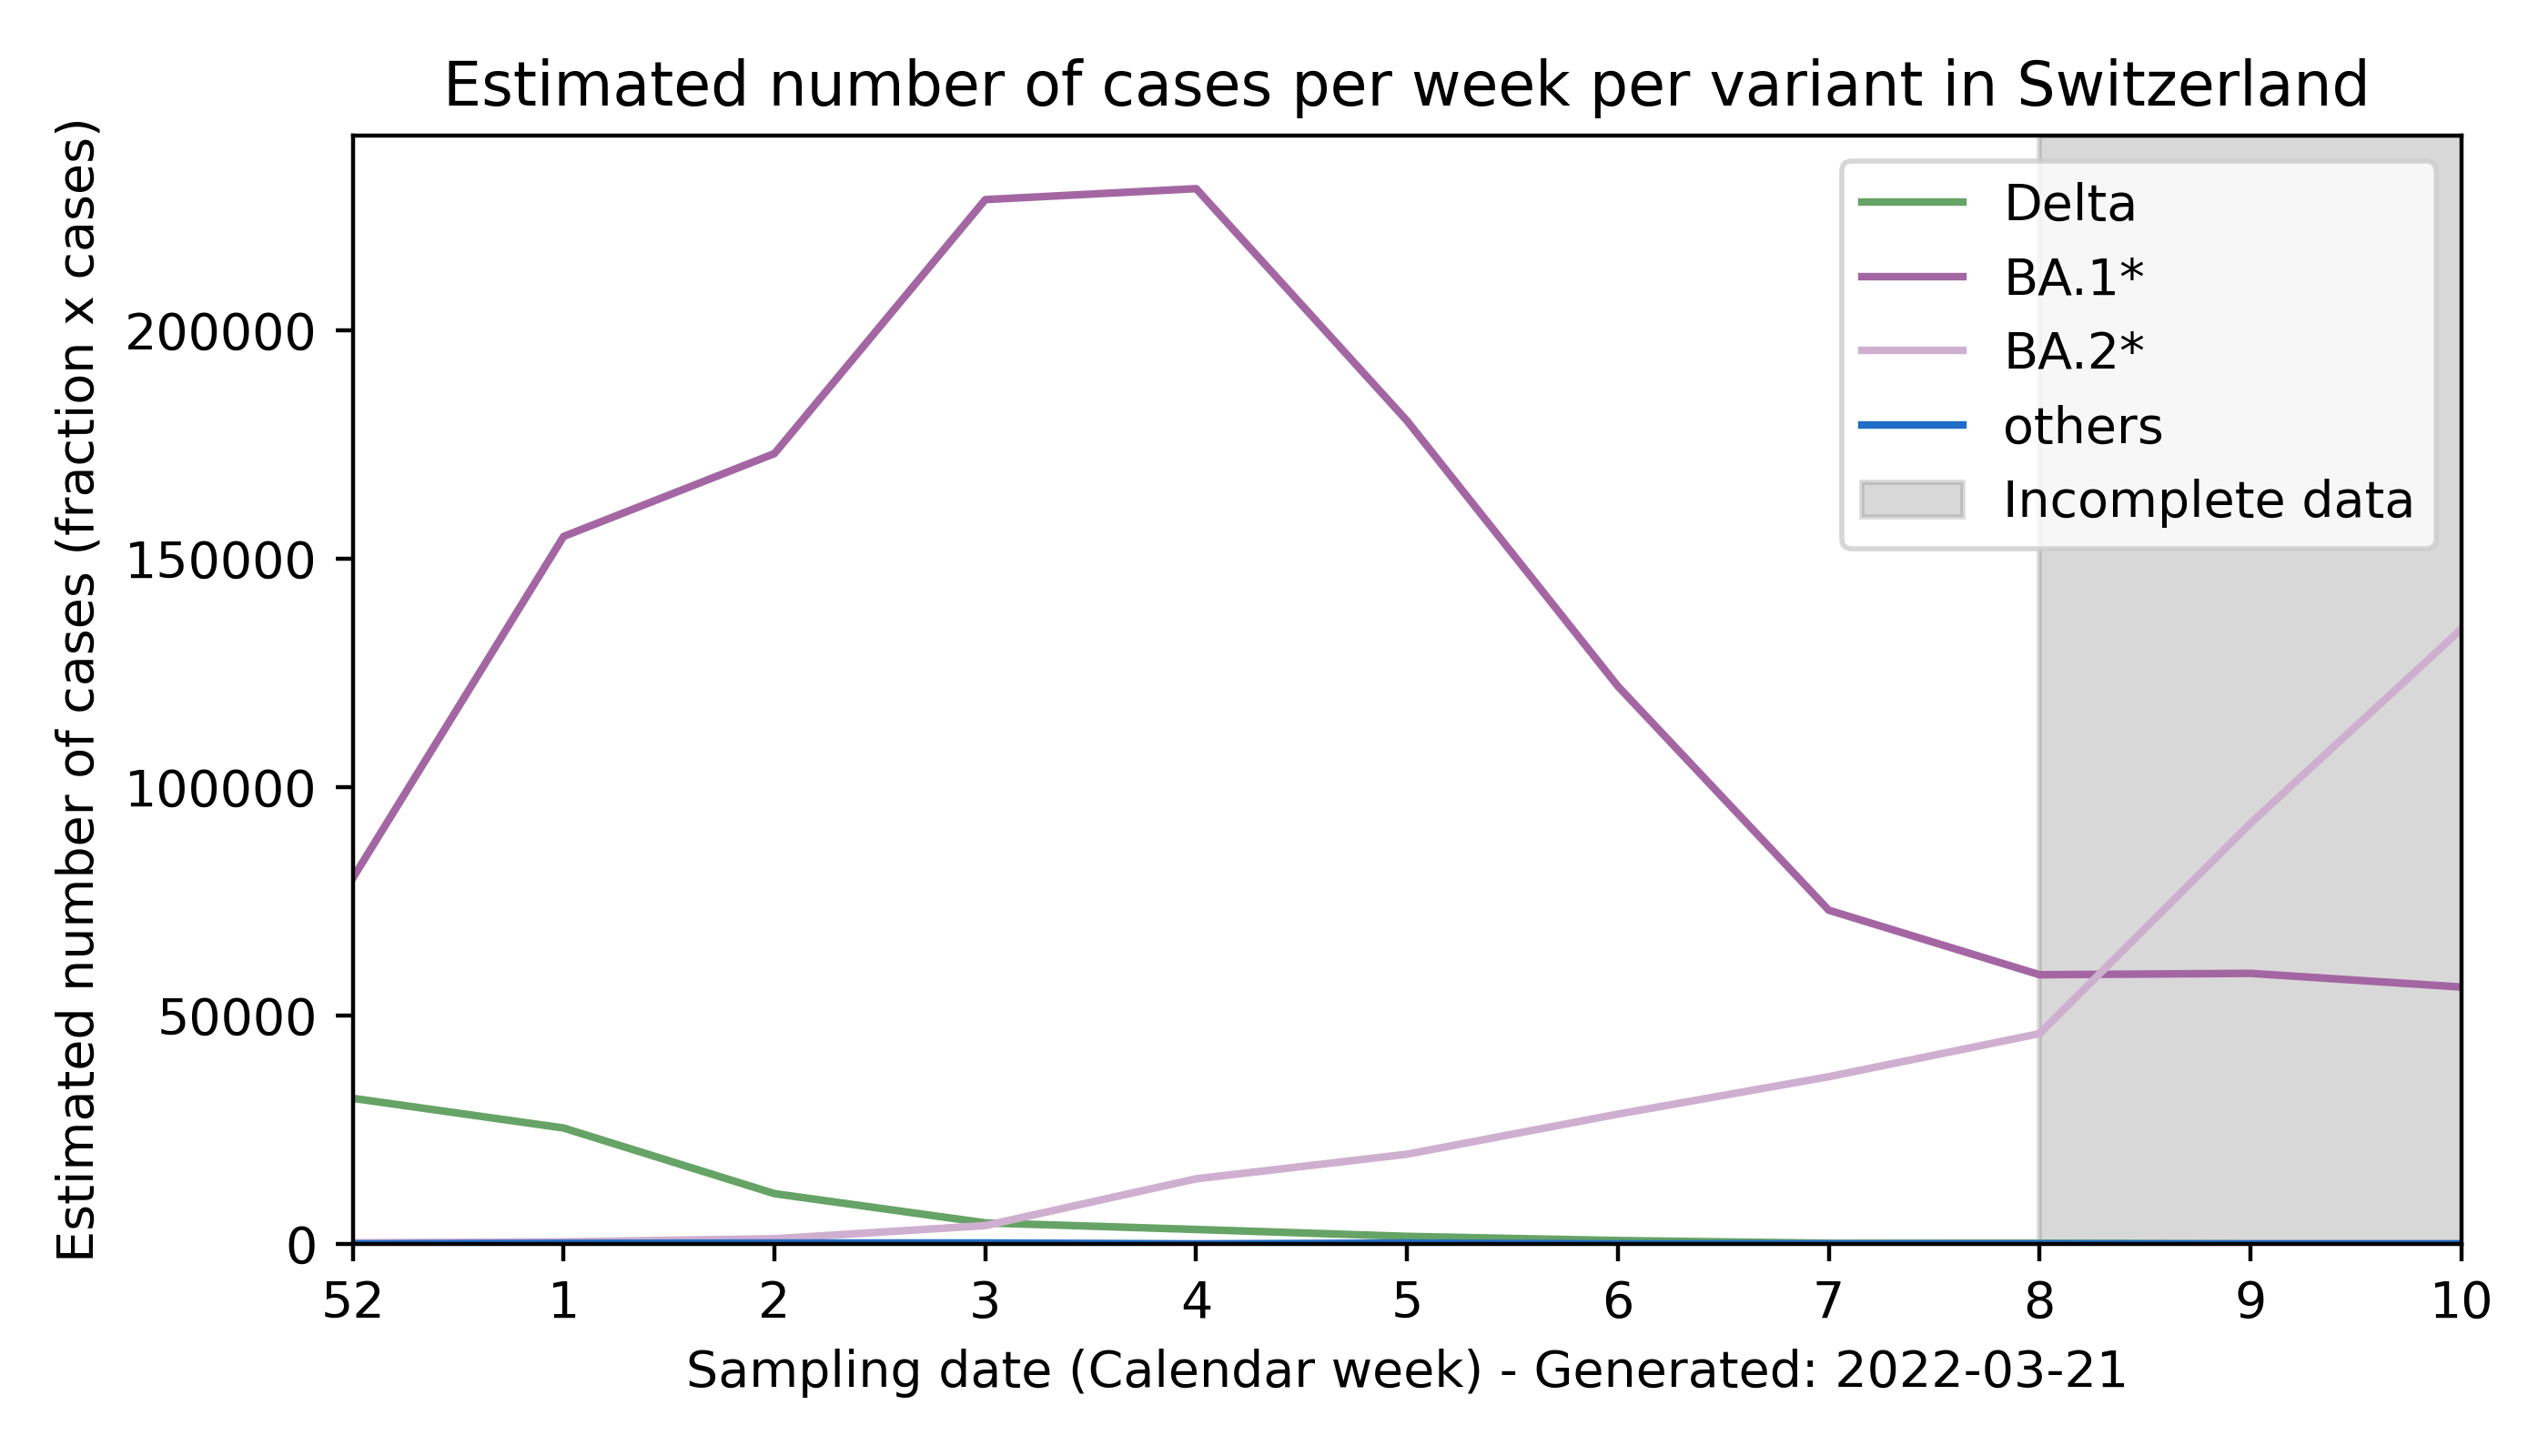 Estimated number of cases per week per variant in Switzerland
Estimated number of cases (fraction x cases)
200000
150000
100000
50000
0
Delta
BA.1*
BA.2*
others
Incomplete data
52 1 2 3 4 5 6 7 8 9 10
Sampling date (Calendar week) - Generated: 2022-03-21